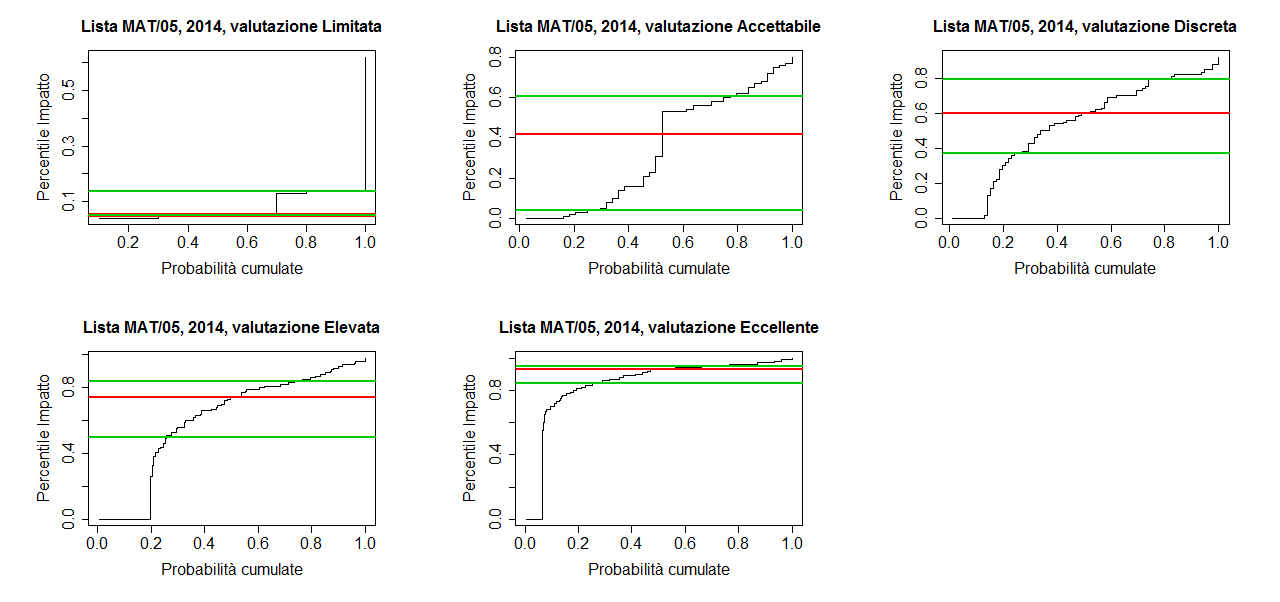 Lista MAT/05, 2014, valutazione Limitata
Percentile Impatto
0.1 0.3 0.5
0.2 0.4 0.6 0.8 1.0
Probabilità cumulate
Lista MAT/05, 2014, valutazione Accettabile
Percentile Impatto
0.0 0.2 0.4 0.6 0.8
0.0 0.2 0.4 0.6 0.8 1.0
Probabilità cumulate
Lista MAT/05, 2014, valutazione Discreta
Percentile Impatto
0.0 0.2 0.4 0.6 0.8
0.0 0.2 0.4 0.6 0.8 1.0
Probabilità cumulate
Lista MAT/05, 2014, valutazione Elevata
Percentile Impatto
0.0 0.4 0.8
0.0 0.2 0.4 0.6 0.8 1.0
Probabilità cumulate
Lista MAT/05, 2014, valutazione Eccellente
Percentile Impatto
0.0 0.4 0.8
0.0 0.2 0.4 0.6 0.8 1.0
Probabilità cumulate